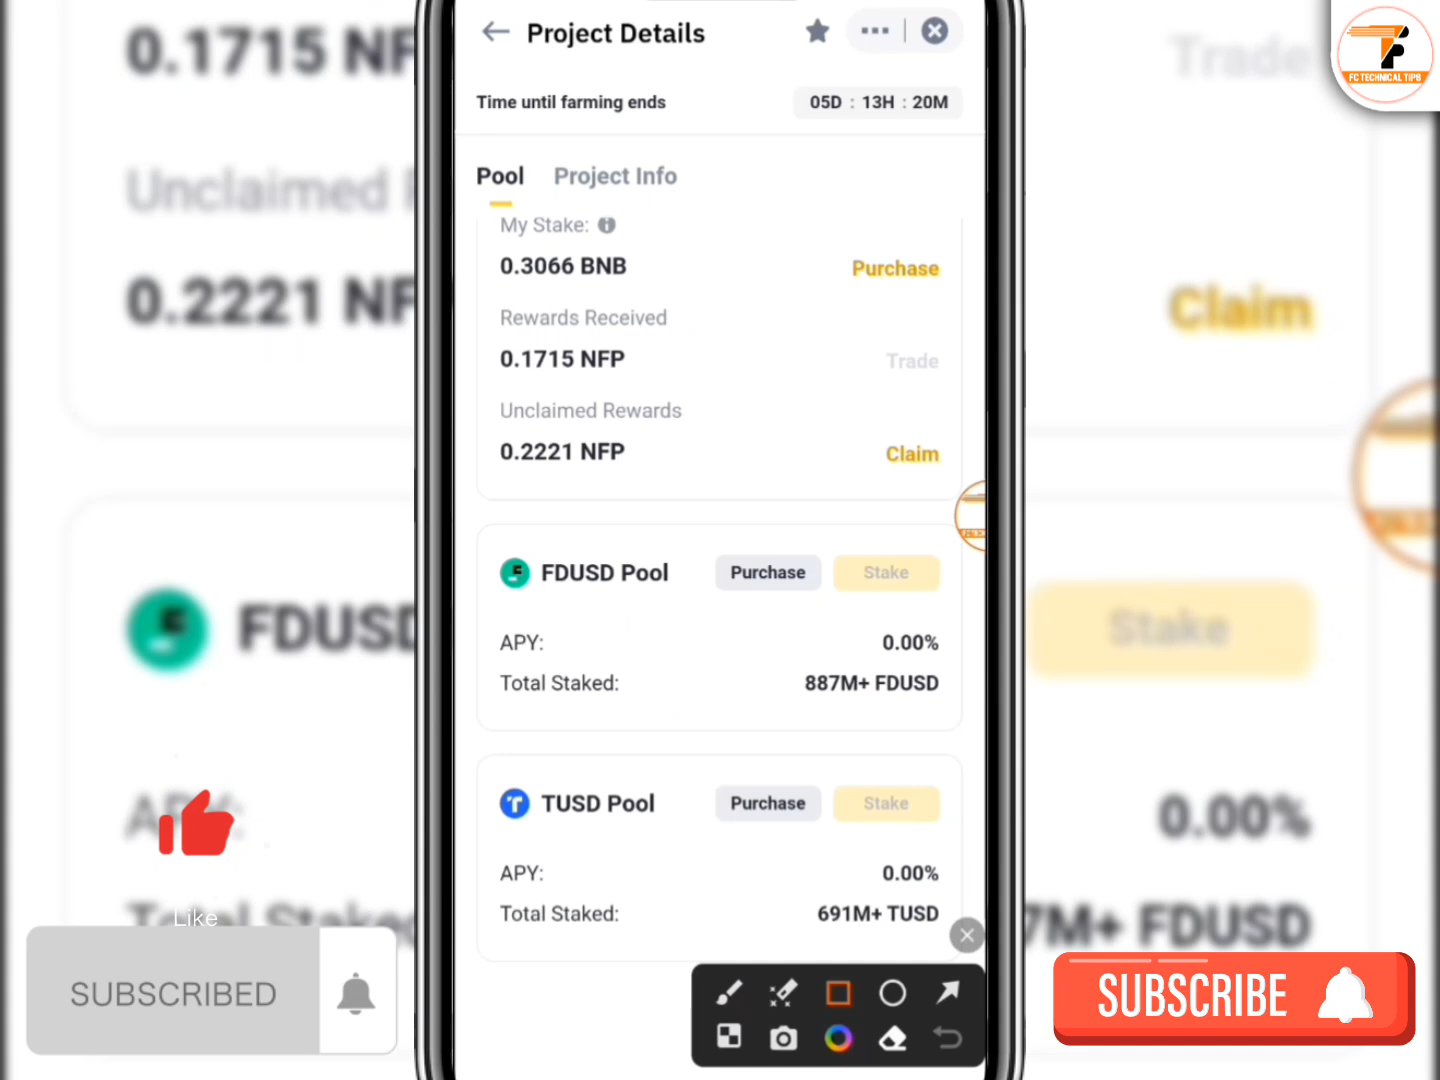 Project Details
Time until farming ends
05D : 13H : 20M
Pool
Project Info
My Stake:
0.3066 BNB
Purchase
Rewards Received
0.1715 NFP
Trade
Unclaimed Rewards
0.2221 NFP
Claim
FDUSD Pool
Purchase
Stake
APY:
0.00%
Total Staked:
887M+ FDUSD
TUSD Pool
Purchase
Stake
APY:
0.00%
Total Staked:
691M+ TUSD
0.1715 NF
Trade
Unclaimed
0.2221 NF
Claim
FDUSD
Stake
AP
0.00%
Total Staked
7M+ FDUSD
FC TECHNICAL TIPS
Like
SUBSCRIBED
SUBSCRIBE